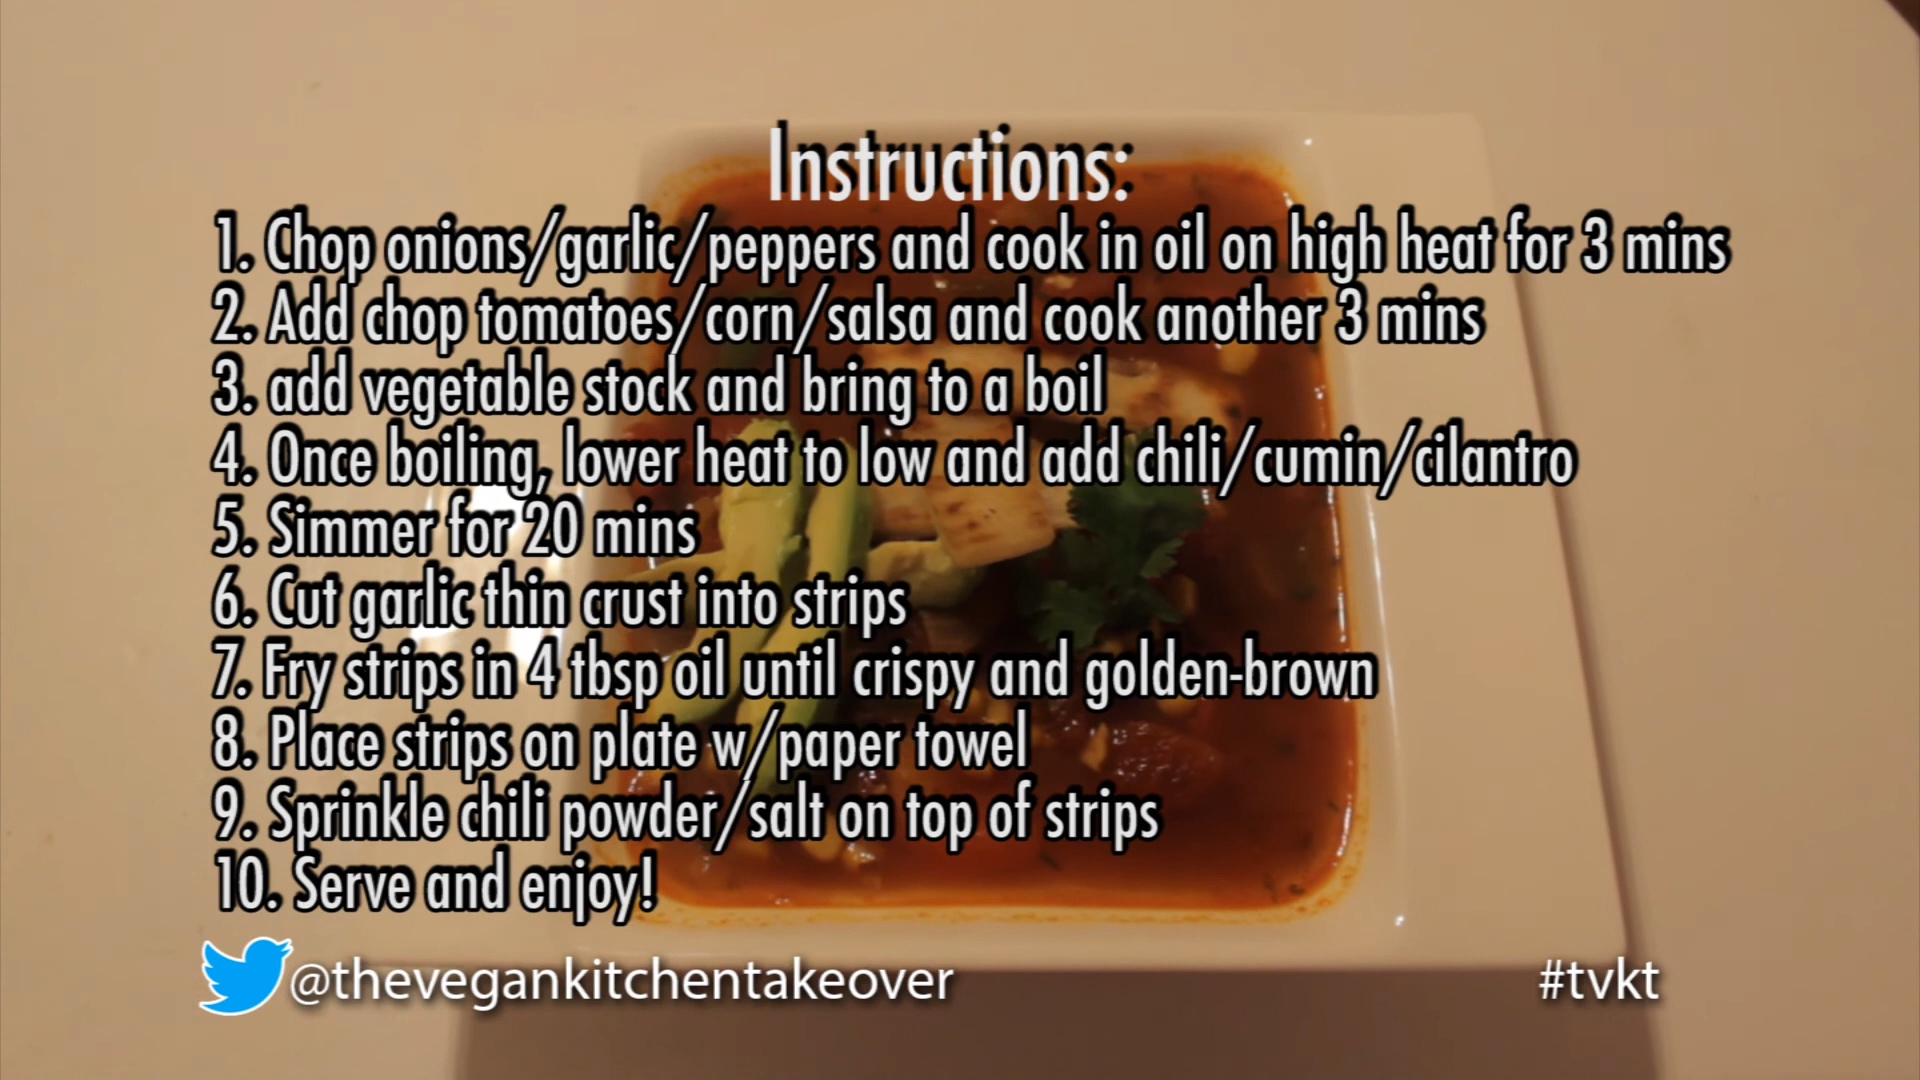 Instructions:
1. Chop onions/garlic/peppers and cook in oil on high heat for 3 mins
2. Add chop tomatoes/corn/salsa and cook another 3 mins
3. add vegetable stock and bring to a boil
4. Once boiling, lower heat to low and add chili/cumin/cilantro
5. Simmer for 20 mins
6. Cut garlic thin crust into strips
7. Fry strips in 4 tbsp oil until crispy and golden-brown
8. Place strips on plate w/paper towel
9. Sprinkle chili powder/salt on top of strips
10. Serve and enjoy!
@thevegankitchentakeover
#tvkt